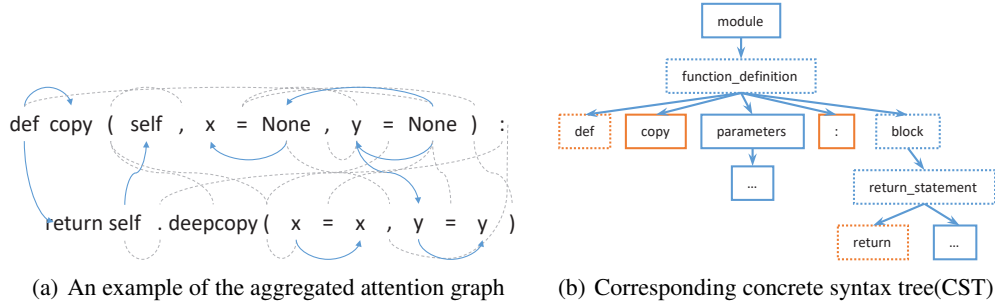 def copy ( self , x = None , y = None ) :
return self . deepcopy ( x = x , y = y )
(a) An example of the aggregated attention graph
module
function_definition
def copy parameters : block
... return_statement
return ...
(b) Corresponding concrete syntax tree(CST)